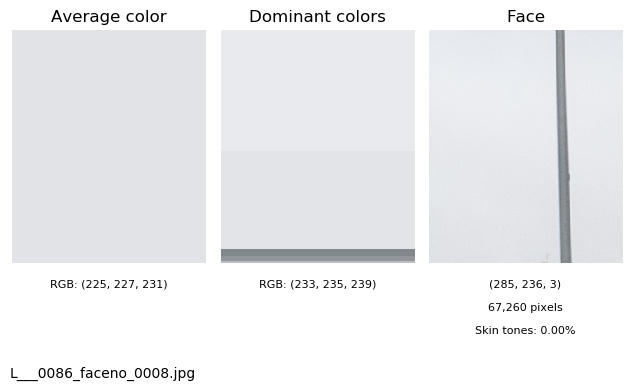 Average color
Dominant colors
Face
RGB: (225, 227, 231)
RGB: (233, 235, 239)
(285, 236, 3)
67,260 pixels
Skin tones: 0.00%
L___0086_faceno_0008.jpg